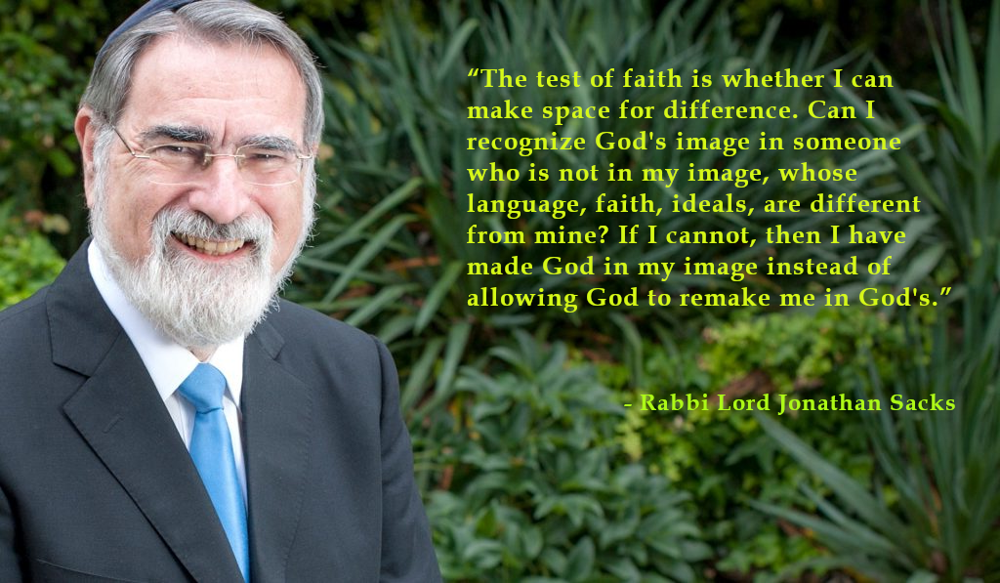 “The test of faith is whether I can
make space for difference. Can I
recognize God's image in someone
who is not in my image, whose
language, faith, ideals, are different
from mine? If I cannot, then I have
made God in my image instead of
allowing God to remake me in God's.”
- Rabbi Lord Jonathan Sacks